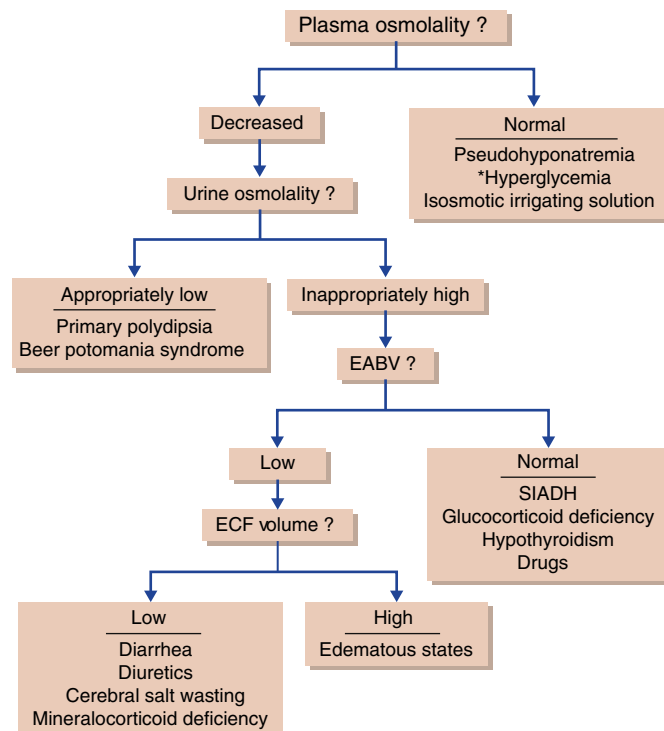 Plasma osmolality ?
Decreased
Normal
Pseudohyponatremia
*Hyperglycemia
Isosmotic irrigating solution
Urine osmolality ?
Appropriately low
Primary polydipsia
Beer potomania syndrome
Inappropriately high
EABV ?
Low
Normal
SIADH
Glucocorticoid deficiency
Hypothyroidism
Drugs
ECF volume ?
Low
Diarrhea
Diuretics
Cerebral salt wasting
Mineralocorticoid deficiency
High
Edematous states